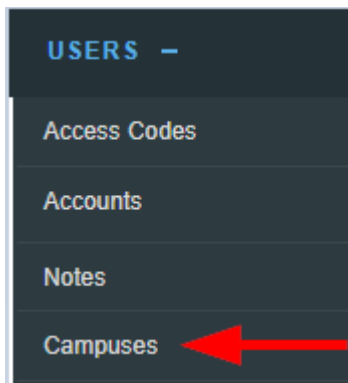 USERS –
Access Codes
Accounts
Notes
Campuses